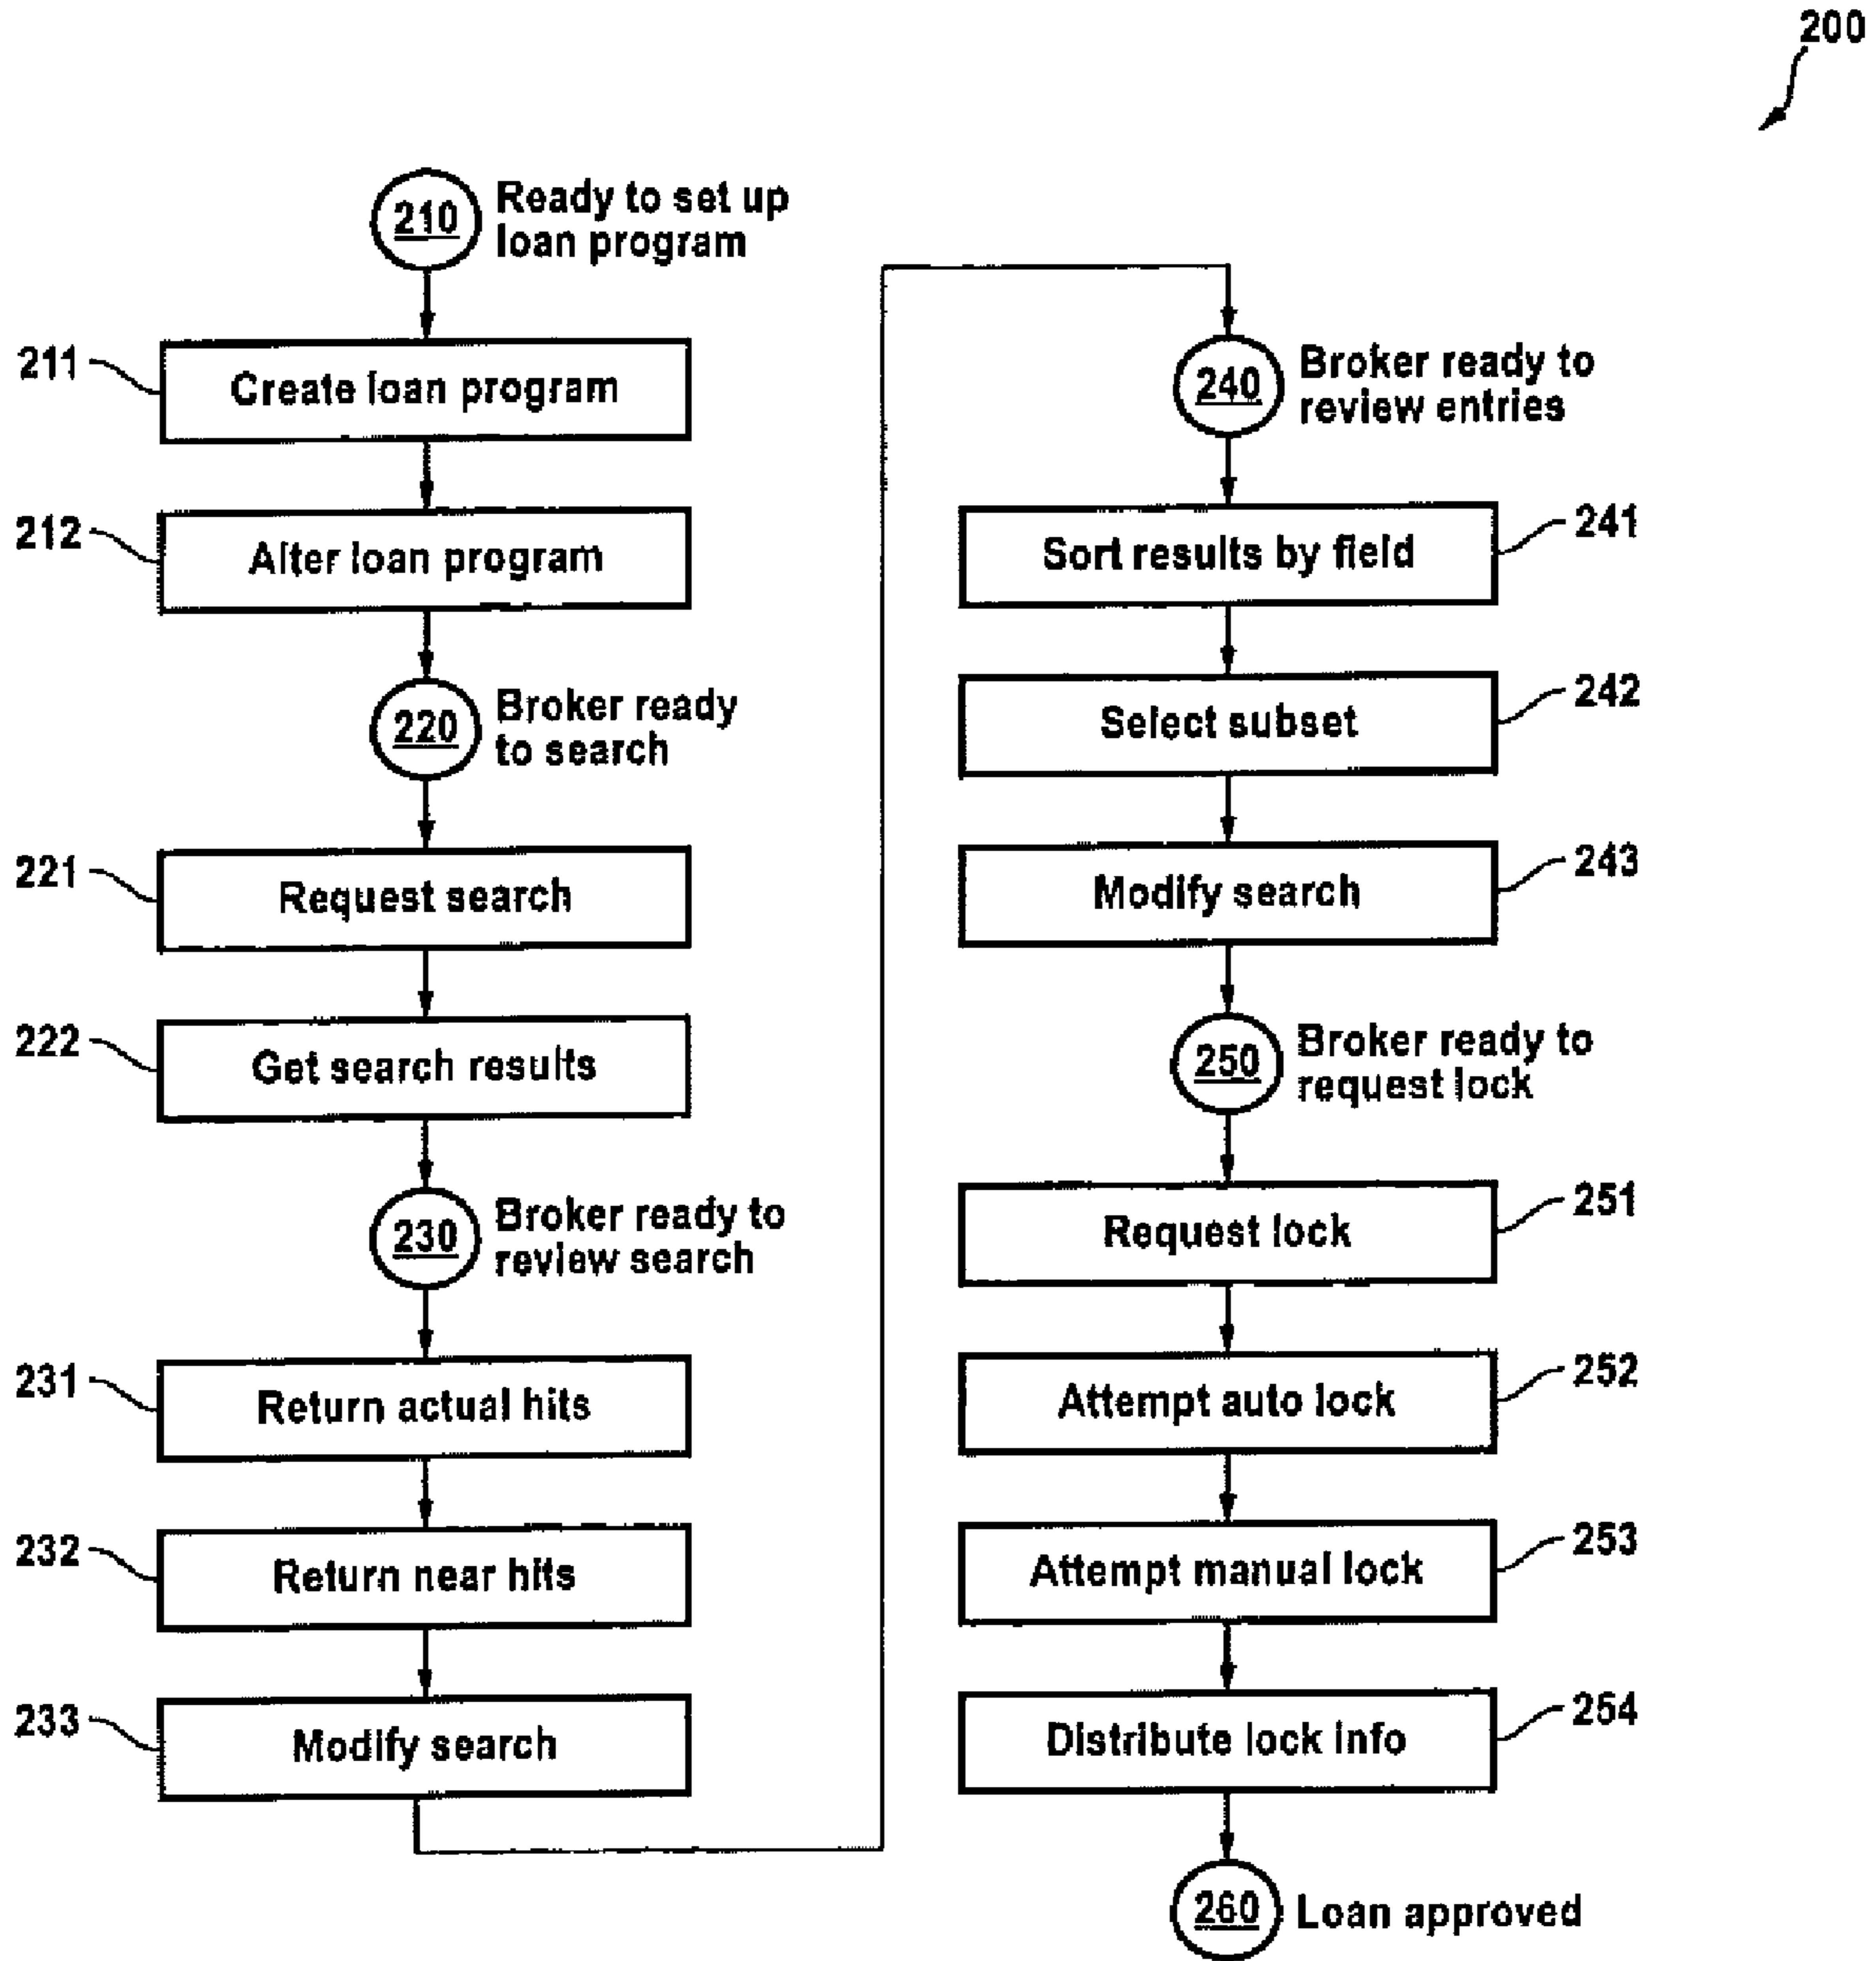 200
210
Ready to set up
loan program
211
Create loan program
212
Alter loan program
220
Broker ready
to search
221
Request search
222
Get search results
230
Broker ready to
review search
231
Return actual hits
232
Return near hits
233
Modify search
240
Broker ready to
review entries
Sort results by field
241
Select subset
242
Modify search
243
250
Broker ready to
request lock
Request lock
251
Attempt auto lock
252
Attempt manual lock
253
Distribute lock info
254
260
Loan approved